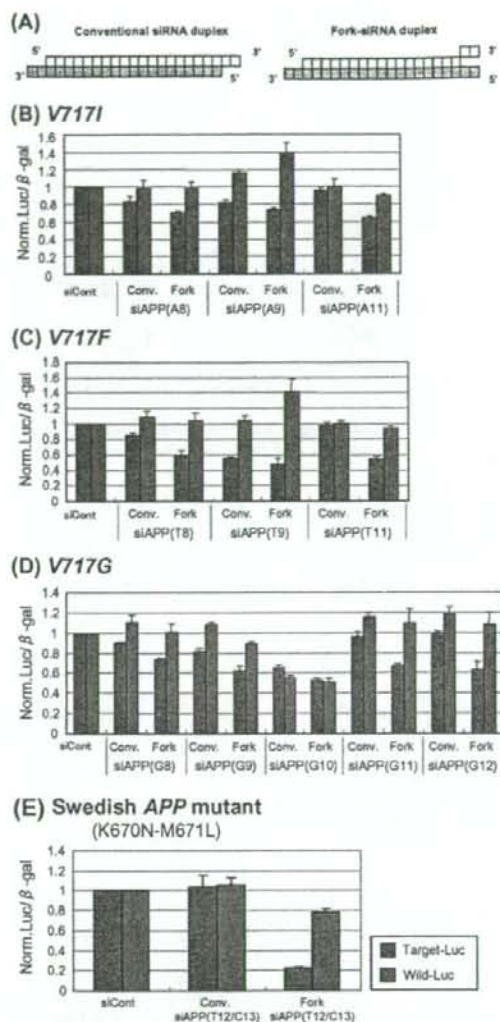 (A)
Conventional siRNA duplex
Fork-siRNA duplex
5'
3'
3'
5'
5'
3'
3'
5'
(B) V717I
Norm.Luc/β-gal
1.6
1.4
1.2
1
0.8
0.6
0.4
0.2
0
siCont
Conv. Fork Conv. Fork Conv. Fork
siAPP(A8) siAPP(A9) siAPP(A11)
(C) V717F
Norm.Luc/β-gal
1.8
1.6
1.4
1.2
1
0.8
0.6
0.4
0.2
0
siCont
Conv. Fork Conv. Fork Conv. Fork
siAPP(T8) siAPP(T9) siAPP(T11)
(D) V717G
Norm.Luc/β-gal
1.4
1.2
1
0.8
0.6
0.4
0.2
0
siCont
Conv. Fork Conv. Fork Conv. Fork Conv. Fork Conv. Fork
siAPP(G8) siAPP(G9) siAPP(G10) siAPP(G11) siAPP(G12)
(E) Swedish APP mutant
(K670N-M671L)
Norm.Luc/β-gal
1.4
1.2
1
0.8
0.6
0.4
0.2
0
siCont
Conv. Fork
siAPP(T12/C13) siAPP(T12/C13)
Target-Luc
Wild-Luc